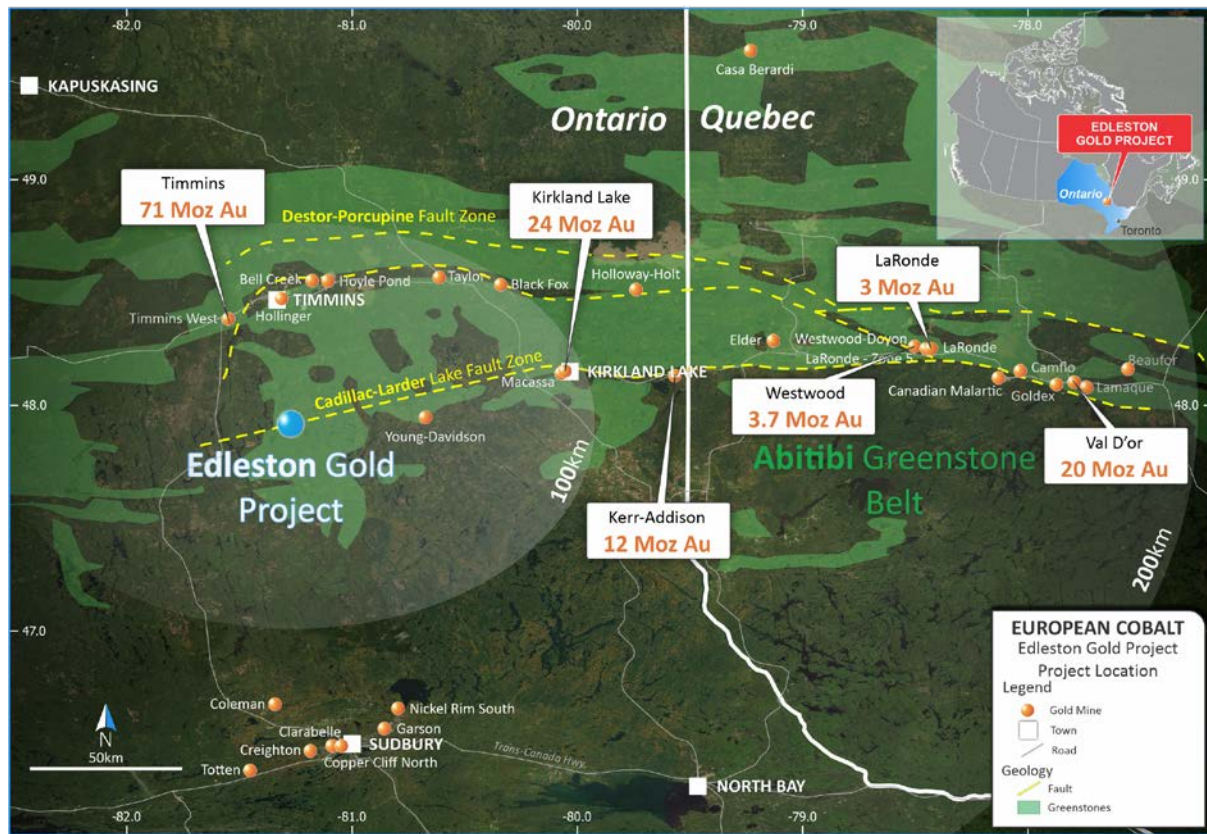 -82.0
-81.0
-80.0
-79.0
-78.0
KAPUSKASING
Casa Berardi
Ontario
Quebec
EDLESTON
GOLD PROJECT
Ontario
Toronto
49.0
49.0
Timmins
71 Moz Au
Destor-Porcupine Fault Zone
Kirkland Lake
24 Moz Au
LaRonde
3 Moz Au
Bell Creek
Hoyle Pond
Taylor
Black Fox
Holloway-Holt
TIMMINS
Hollinger
Timmins West
Elder
Westwood-Doyon
LaRonde
LaRonde - Zone 5
Macassa
KIRKLAND LAKE
Camflo
Beaufor
Canadian Malartic
Goldex
Lamaque
Cadillac-Larder Lake Fault Zone
48.0
48.0
Young-Davidson
Westwood
3.7 Moz Au
Val D'or
20 Moz Au
Edleston Gold
Project
100km
Abitibi Greenstone
Belt
Kerr-Addison
12 Moz Au
200km
47.0
47.0
EUROPEAN COBALT
Edleston Gold Project
Project Location
Legend
Gold Mine
Town
Road
Geology
Fault
Greenstones
Coleman
Nickel Rim South
Clarabelle
Garson
Creighton
SUDBURY
Copper Cliff North
Totten
Trans-Canada Hwy.
NORTH BAY
N
50km
-82.0
-81.0
-80.0
-79.0